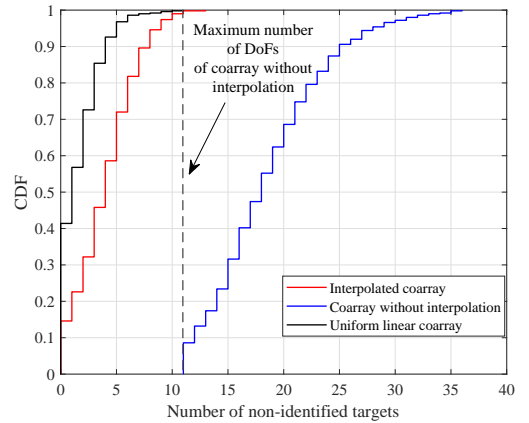 1
0.9
0.8
0.7
0.6
0.5
0.4
0.3
0.2
0.1
0
CDF
Maximum number
of DoFs
of coarray without
interpolation
Interpolated coarray
Coarray without interpolation
Uniform linear coarray
0 5 10 15 20 25 30 35 40
Number of non-identified targets